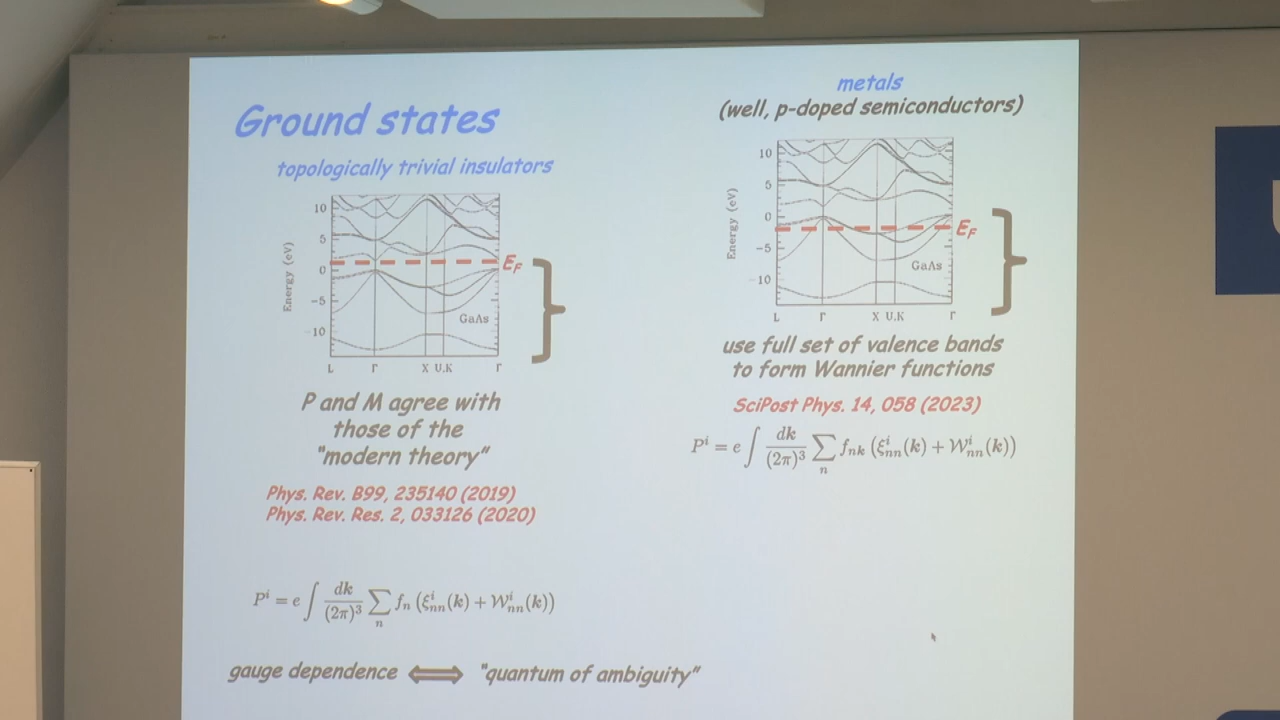 Ground states
topologically trivial insulators
10
5
0
-5
-10
Energy (eV)
E_F
GaAs
L Γ X U,K Γ
P and M agree with
those of the
"modern theory"
Phys. Rev. B99, 235140 (2019)
Phys. Rev. Res. 2, 033126 (2020)
P^i = e ∫ dk/(2π)^3 ∑_n f_n (ξ^i_nn(k) + 𝒲^i_nn(k))
gauge dependence ⟺ "quantum of ambiguity"
metals
(well, p-doped semiconductors)
10
5
0
-5
-10
Energy (eV)
E_F
GaAs
L Γ X U,K Γ
use full set of valence bands
to form Wannier functions
SciPost Phys. 14, 058 (2023)
P^i = e ∫ dk/(2π)^3 ∑_n f_nk (ξ^i_nn(k) + 𝒲^i_nn(k))